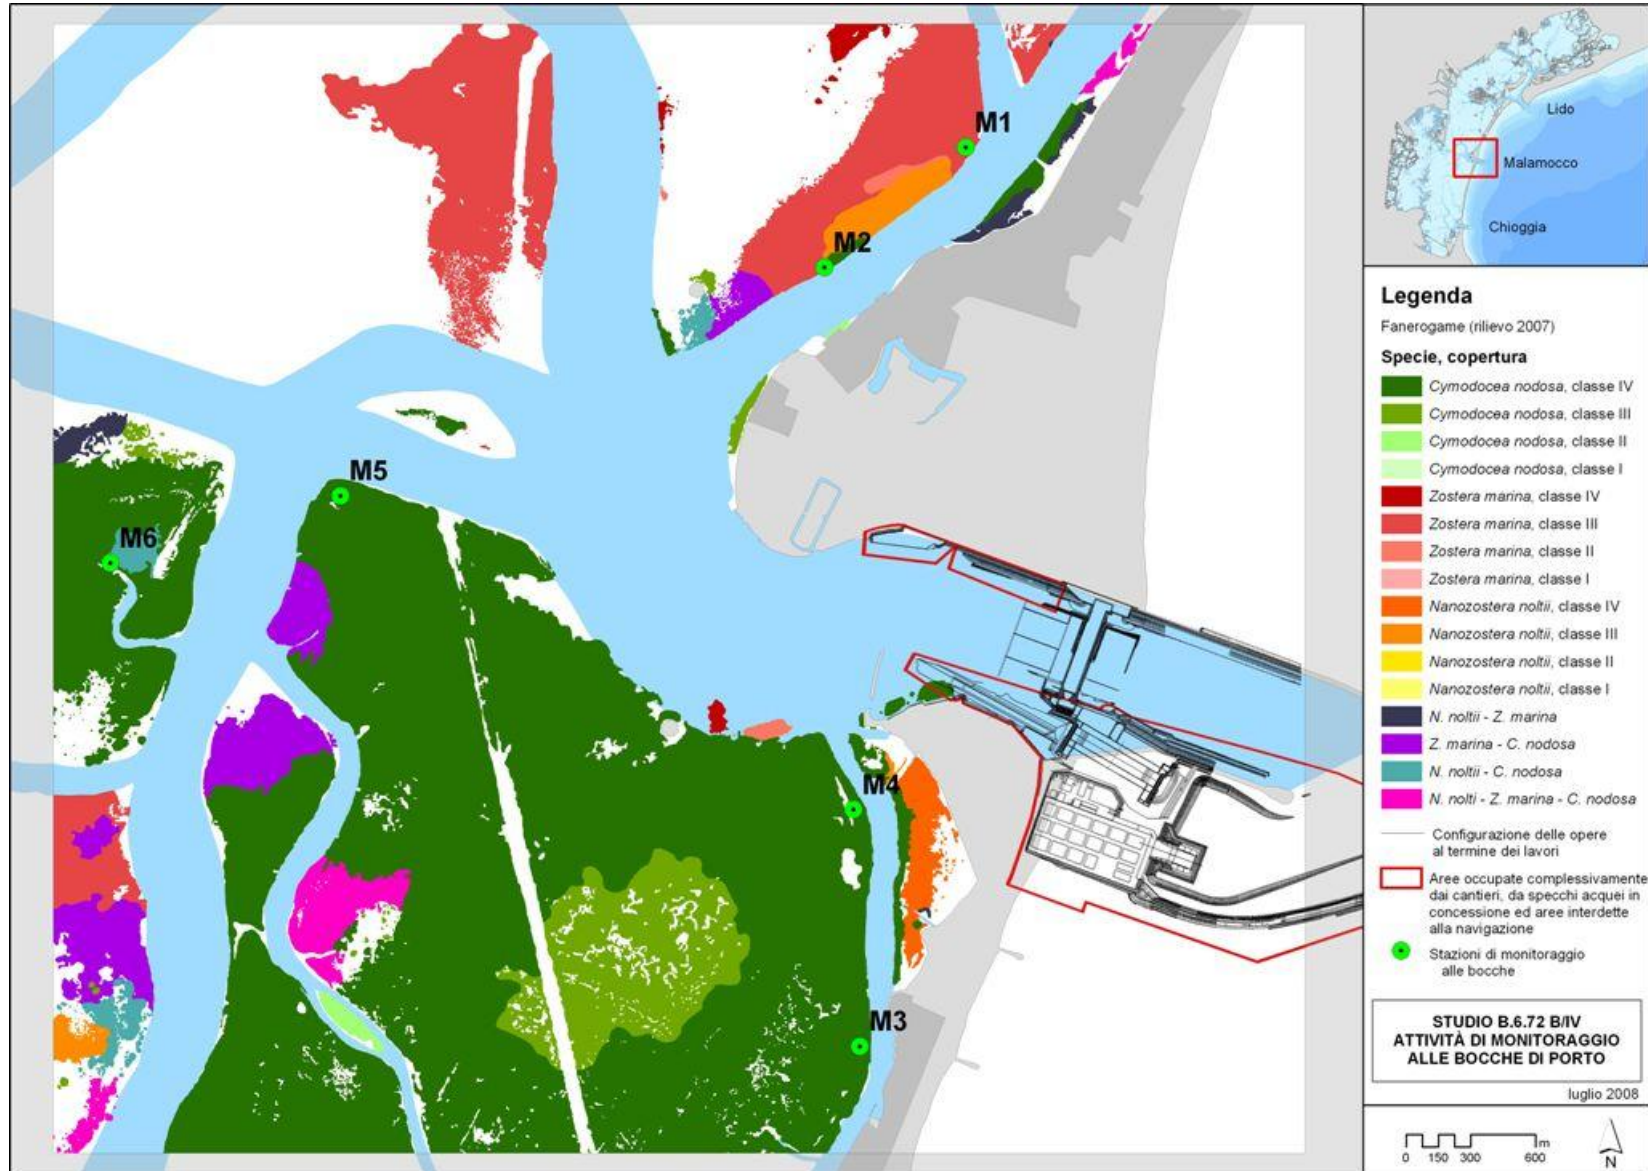 M1
M2
M5
M6
M4
M3
Lido
Malamocco
Chioggia
Legenda
Fanerogame (rilievo 2007)
Specie, copertura
Cymodocea nodosa, classe IV
Cymodocea nodosa, classe III
Cymodocea nodosa, classe II
Cymodocea nodosa, classe I
Zostera marina, classe IV
Zostera marina, classe III
Zostera marina, classe II
Zostera marina, classe I
Nanozostera noltii, classe IV
Nanozostera noltii, classe III
Nanozostera noltii, classe II
Nanozostera noltii, classe I
N. noltii - Z. marina
Z. marina - C. nodosa
N. noltii - C. nodosa
N. nolti - Z. marina - C. nodosa
Configurazione delle opere
al termine dei lavori
Aree occupate complessivamente
dai cantieri, da specchi acquei in
concessione ed aree interdette
alla navigazione
Stazioni di monitoraggio
alle bocche
STUDIO B.6.72 B/IV
ATTIVITÀ DI MONITORAGGIO
ALLE BOCCHE DI PORTO
luglio 2008
0 150 300 600 m
N